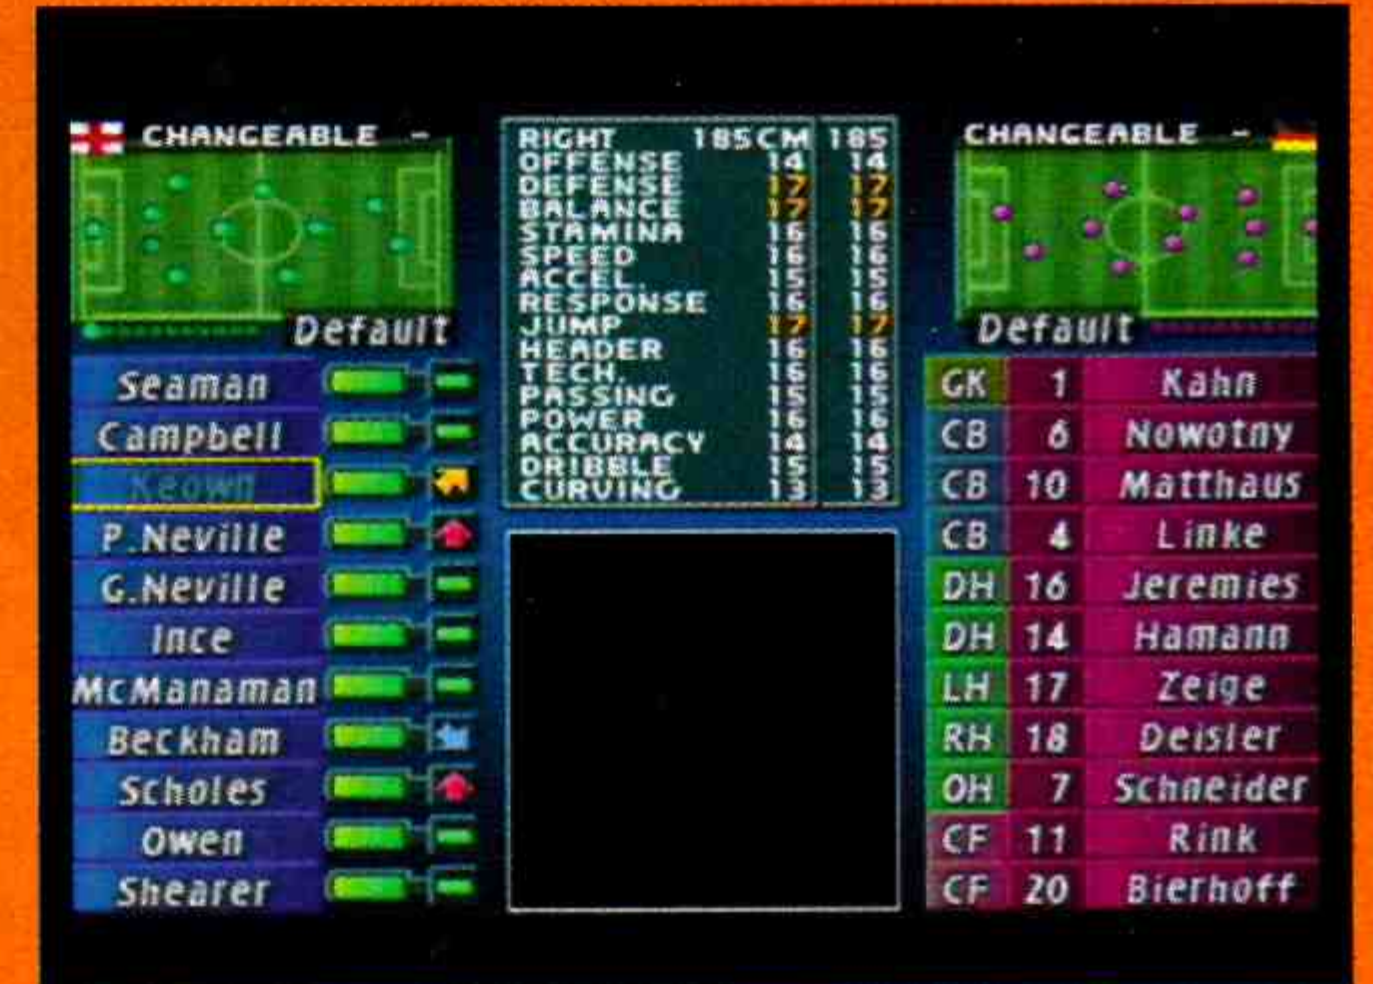 CHANGEABLE -
Default
Seaman
Campbell
Keown
P.Neville
G.Neville
Ince
McManaman
Beckham
Scholes
Owen
Shearer
RIGHT 185CM 185
OFFENSE 14 14
DEFENSE 17 17
BALANCE 17 17
STAMINA 16 16
SPEED 16 16
ACCEL. 15 15
RESPONSE 16 16
JUMP 17 17
HEADER 16 16
TECH. 16 16
PASSING 15 15
POWER 16 16
ACCURACY 14 14
DRIBBLE 15 15
CURVING 13 13
CHANGEABLE -
Default
GK 1 Kahn
CB 6 Nowotny
CB 10 Matthaus
CB 4 Linke
DH 16 Jeremies
DH 14 Hamann
LH 17 Zeige
RH 18 Deisler
OH 7 Schneider
CF 11 Rink
CF 20 Bierhoff